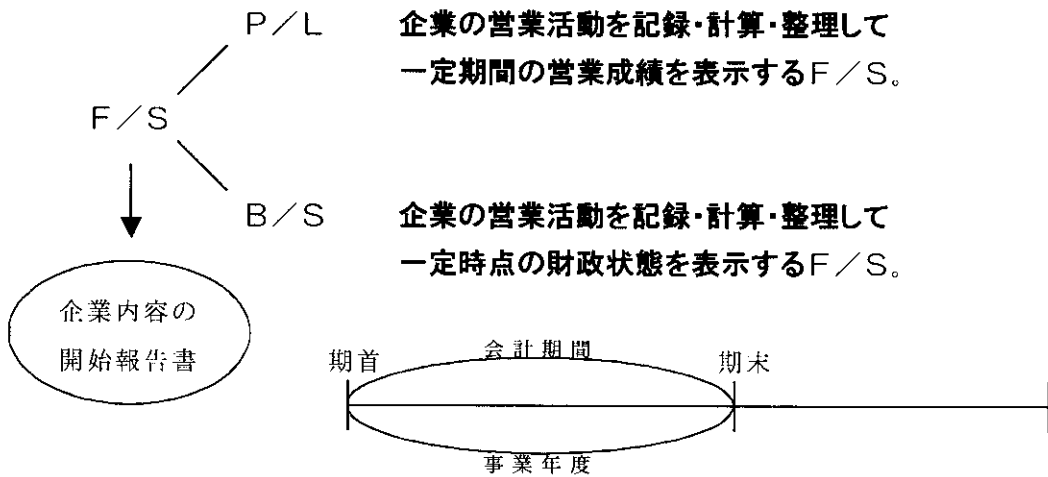 P／L 企業の営業活動を記録・計算・整理して
一定期間の営業成績を表示するF／S。
F／S
B／S 企業の営業活動を記録・計算・整理して
一定時点の財政状態を表示するF／S。
企業内容の
開始報告書
期首 会計期間 期末
事業年度